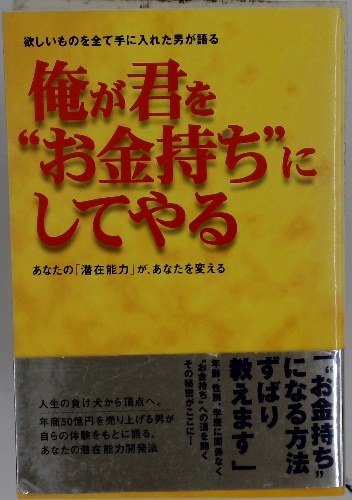 欲しいものを全て手に入れた男が語る
俺が君を
“お金持ち”に
してやる
あなたの「潜在能力」が、あなたを変える
「“お金持ち”
になる方法
ずばり
教えます」
年齢、性別、学歴に関係なく
“お金持ち”への道を開く
その秘密がここに!
人生の負け犬から頂点へ。
年商50億円を売り上げる男が
自らの体験をもとに語る、
あなたの潜在能力開発法